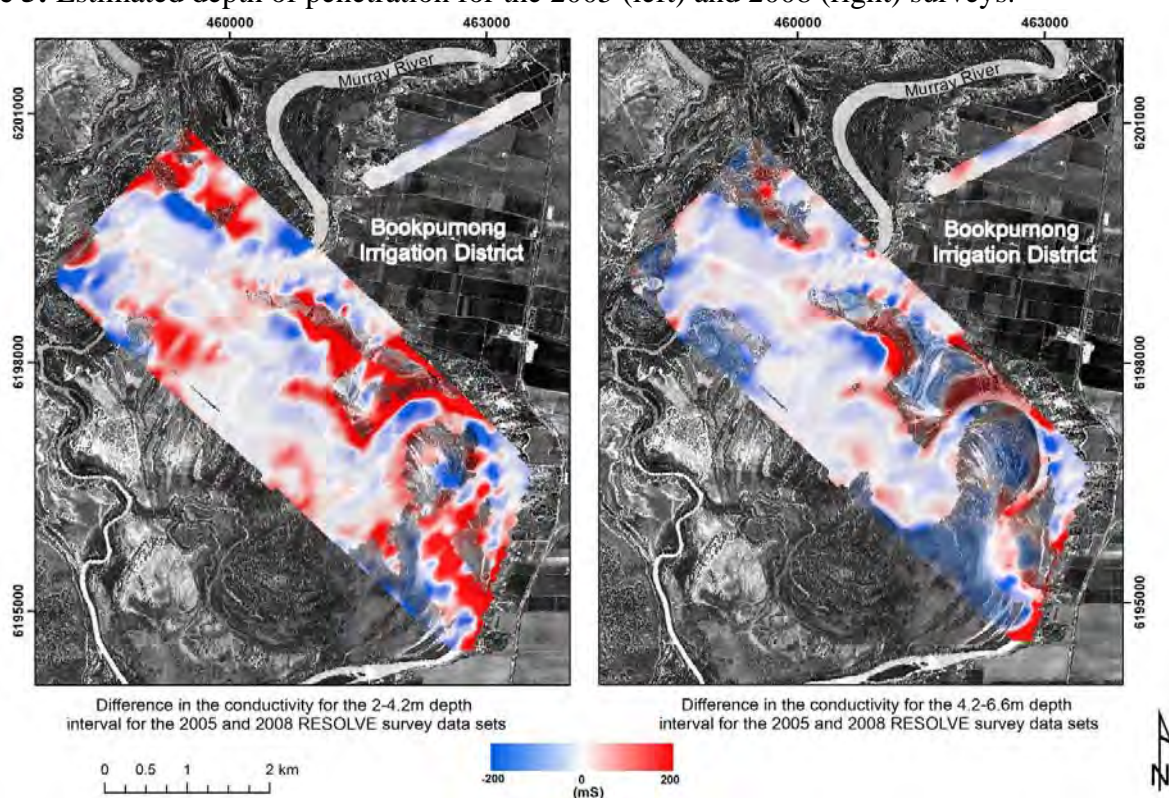 Estimated depth of penetration for the 2005 (left) and 2008 (right) surveys.
460000
463000
460000
463000
Murray River
Murray River
6201000
6201000
Bookpurnong
Irrigation District
Bookpurnong
Irrigation District
6198000
6198000
6195000
6195000
Difference in the conductivity for the 2-4.2m depth
interval for the 2005 and 2008 RESOLVE survey data sets
Difference in the conductivity for the 4.2-6.6m depth
interval for the 2005 and 2008 RESOLVE survey data sets
0 0.5 1 2 km
-200 0 200
(mS)
N